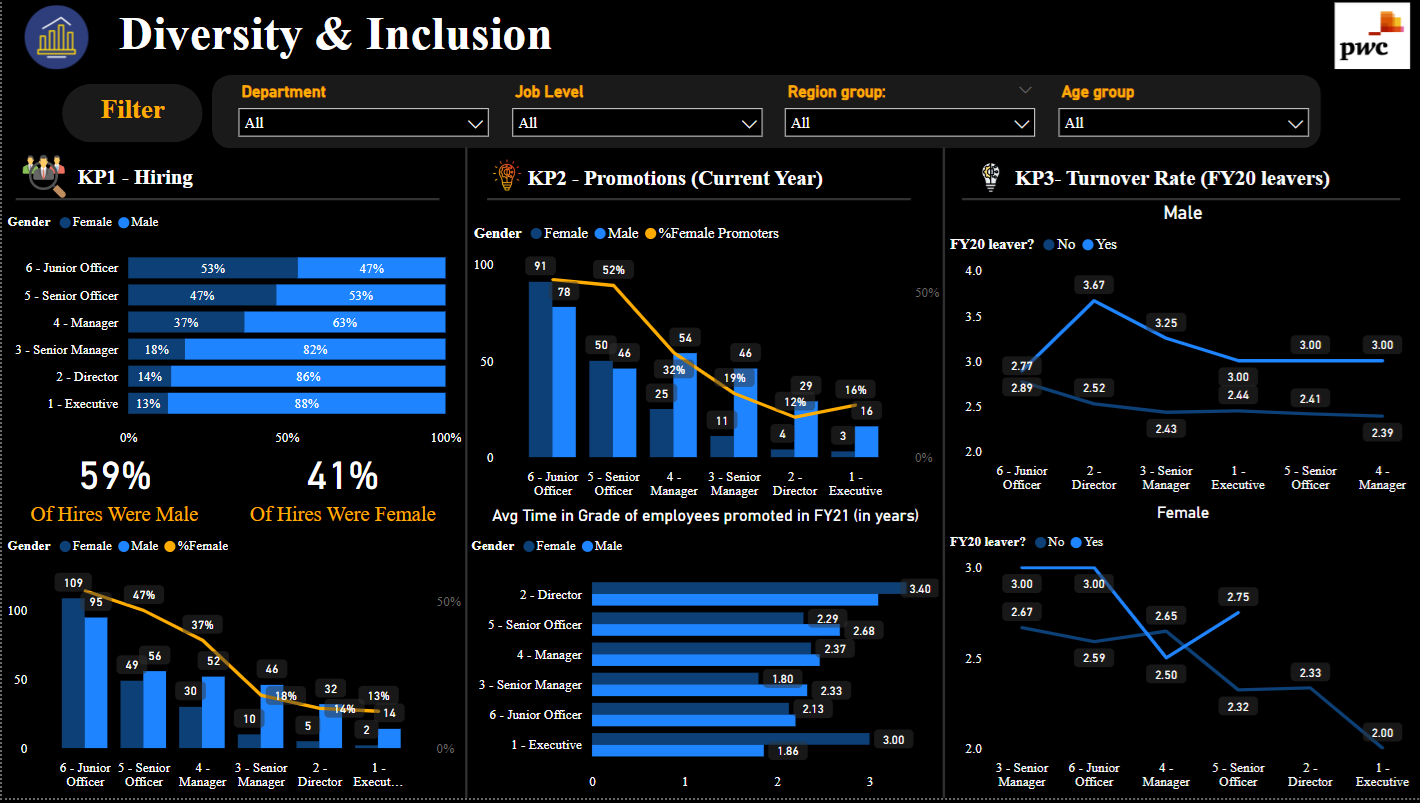 Diversity & Inclusion
pwc
Filter
Department
Job Level
Region group:
Age group
All
All
All
All
KP1 - Hiring
Gender Female Male
6 - Junior Officer 53% 47%
5 - Senior Officer 47% 53%
4 - Manager 37% 63%
3 - Senior Manager 18% 82%
2 - Director 14% 86%
1 - Executive 13% 88%
0% 50% 100%
59% 41%
Of Hires Were Male Of Hires Were Female
Gender Female Male %Female
109
95
47%
37%
50%
100
49
56
30
52
46
10
18%
32
5
14%
13%
14
2
50
0
0%
6 - Junior Officer
5 - Senior Officer
4 - Manager
3 - Senior Manager
2 - Director
1 - Execut…
KP2 - Promotions (Current Year)
Gender Female Male %Female Promoters
100
91
78
52%
50%
50
50
46
54
32%
25
46
19%
11
29
12%
4
16%
16
3
0
0%
6 - Junior Officer
5 - Senior Officer
4 - Manager
3 - Senior Manager
2 - Director
1 - Executive
Avg Time in Grade of employees promoted in FY21 (in years)
Gender Female Male
2 - Director 3.40
5 - Senior Officer 2.29
2.68
4 - Manager 2.37
3 - Senior Manager 1.80
2.33
6 - Junior Officer 2.13
1 - Executive 3.00
1.86
0 1 2 3
KP3- Turnover Rate (FY20 leavers)
Male
FY20 leaver? No Yes
4.0
3.5
3.0
2.5
2.0
3.67
3.25
3.00
3.00
2.77
2.89
2.52
3.00
2.44
2.41
2.43
2.39
6 - Junior Officer
2 - Director
3 - Senior Manager
1 - Executive
5 - Senior Officer
4 - Manager
Female
FY20 leaver? No Yes
3.0
2.5
2.0
3.00
3.00
2.67
2.65
2.75
2.59
2.50
2.32
2.33
2.00
3 - Senior Manager
6 - Junior Officer
4 - Manager
5 - Senior Officer
2 - Director
1 - Executive